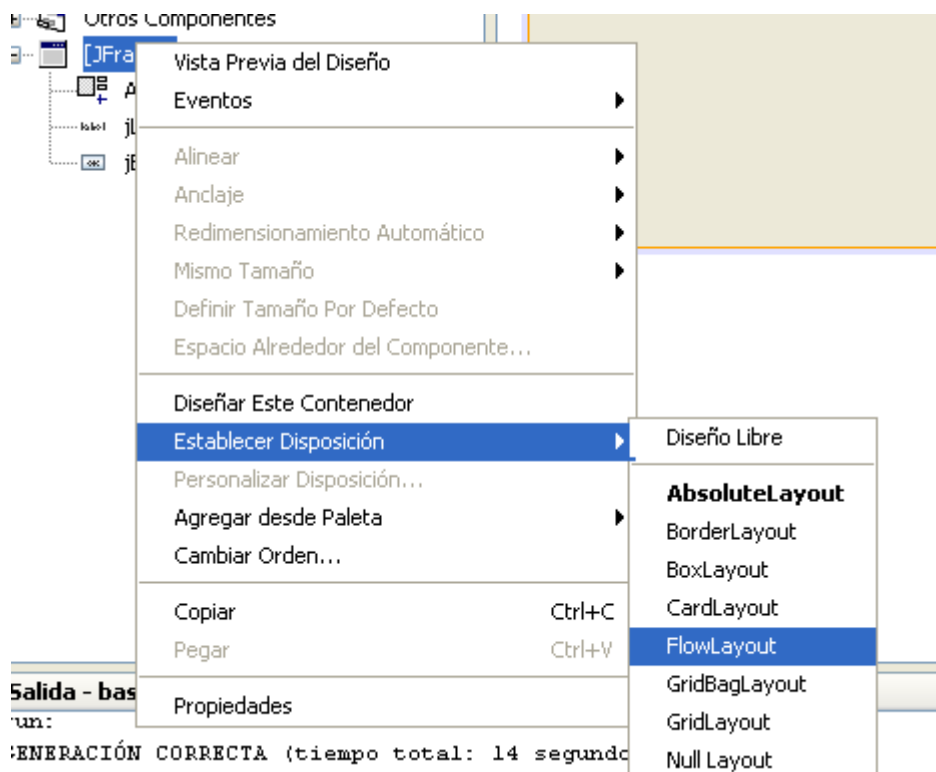 Otros Componentes
[JFra
Vista Previa del Diseño
Eventos
Alinear
Anclaje
Redimensionamiento Automático
Mismo Tamaño
Definir Tamaño Por Defecto
Espacio Alrededor del Componente...
Diseñar Este Contenedor
Establecer Disposición
Personalizar Disposición...
Agregar desde Paleta
Cambiar Orden...
Copiar Ctrl+C
Pegar Ctrl+V
Propiedades
Diseño Libre
AbsoluteLayout
BorderLayout
BoxLayout
CardLayout
FlowLayout
GridBagLayout
GridLayout
Null Layout
Salida - bas
run:
GENERACIÓN CORRECTA (tiempo total: 14 segundo